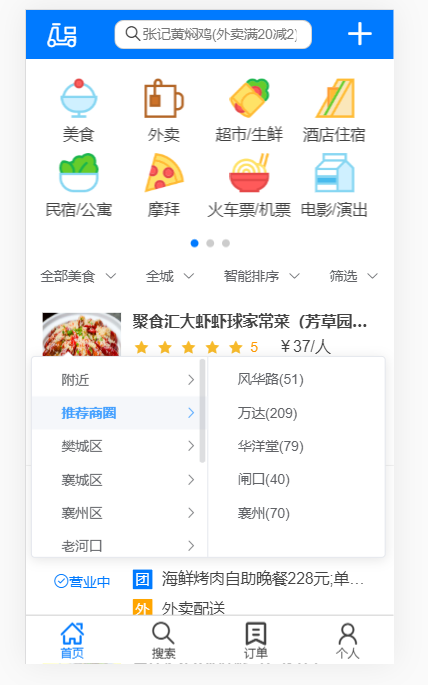 张记黄焖鸡(外卖满20减2)
美食 外卖 超市/生鲜 酒店住宿
民宿/公寓 摩拜 火车票/机票 电影/演出
全部美食 全城 智能排序 筛选
聚食汇大虾虾球家常菜（芳草园...
5 ￥37/人
附近 风华路(51)
推荐商圈 万达(209)
樊城区 华洋堂(79)
襄城区 闸口(40)
襄州区 襄州(70)
老河口
营业中 团 海鲜烤肉自助晚餐228元;单...
外 外卖配送
首页 搜索 订单 个人